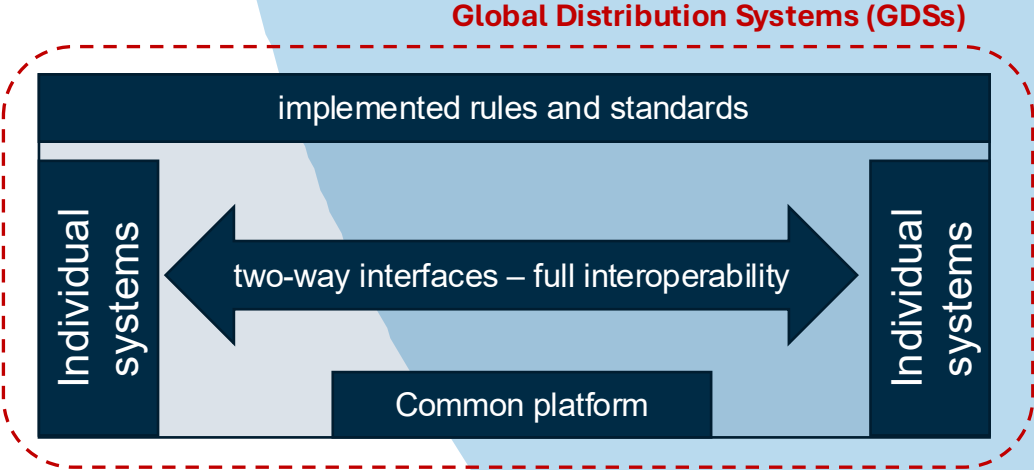 Global Distribution Systems (GDSs)
implemented rules and standards
Individual
systems
two-way interfaces – full interoperability
Individual
systems
Common platform